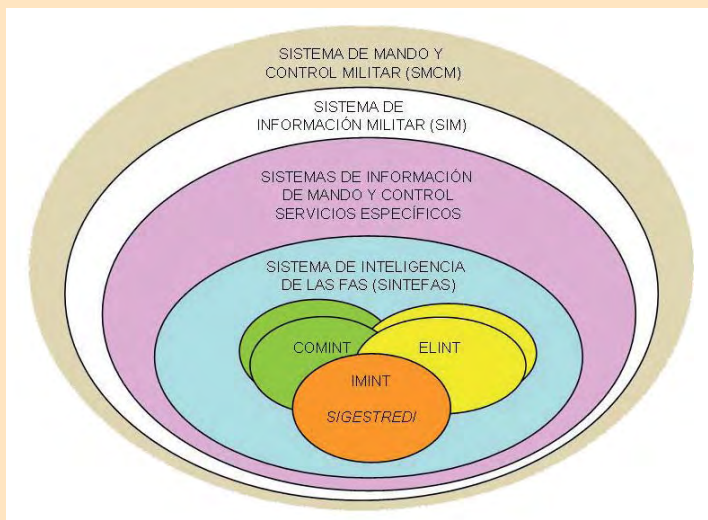 SISTEMA DE MANDO Y
CONTROL MILITAR (SMCM)
SISTEMA DE
INFORMACIÓN MILITAR (SIM)
SISTEMAS DE INFORMACIÓN
DE MANDO Y CONTROL
SERVICIOS ESPECÍFICOS
SISTEMA DE INTELIGENCIA
DE LAS FAS (SINTEFAS)
COMINT
ELINT
IMINT
SIGESTREDI